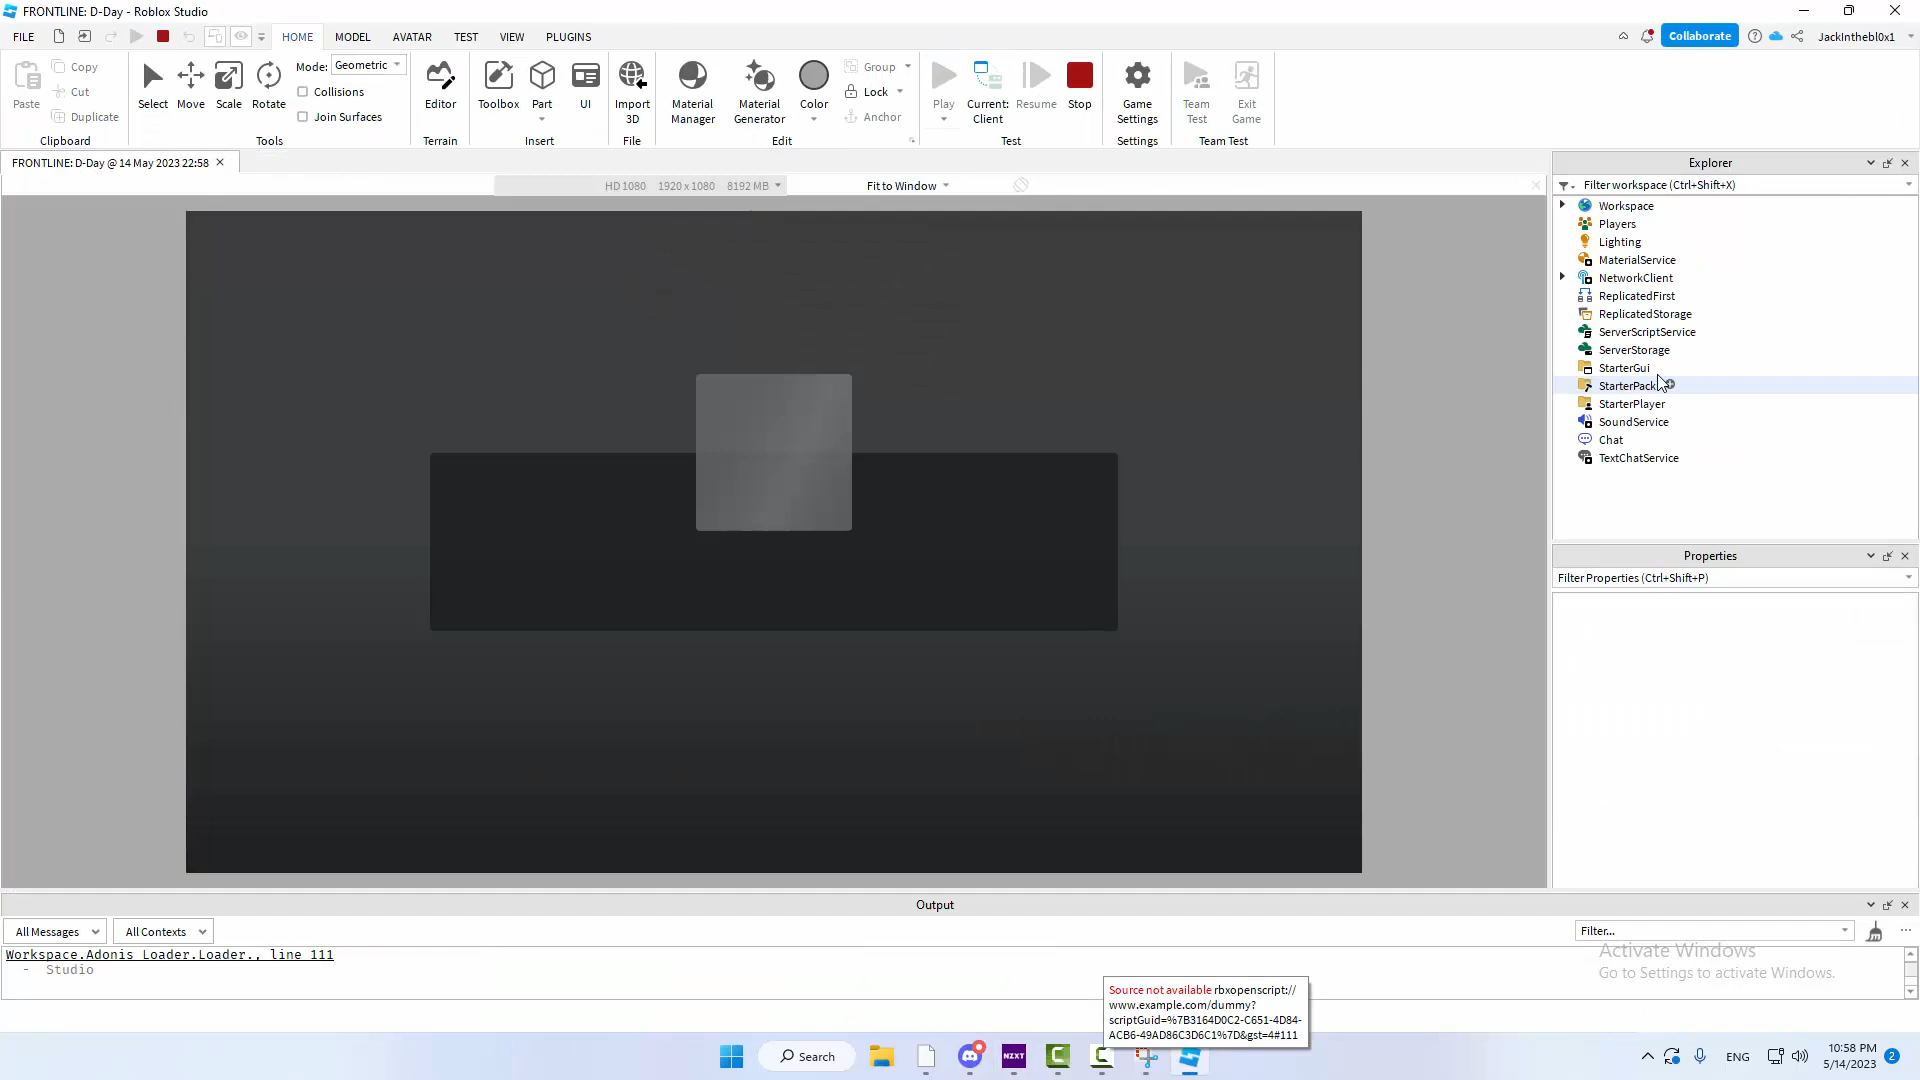 FRONTLINE: D-Day - Roblox Studio
FILE
HOME
MODEL
AVATAR
TEST
VIEW
PLUGINS
Collaborate
JackInthebl0x1
Paste
Copy
Cut
Duplicate
Clipboard
Select
Move
Scale
Rotate
Mode:
Geometric
Collisions
Join Surfaces
Tools
Editor
Terrain
Toolbox
Part
UI
Insert
Import
3D
File
Material
Manager
Material
Generator
Color
Group
Lock
Anchor
Edit
Play
Current:
Client
Resume
Stop
Test
Game
Settings
Settings
Team
Test
Exit
Game
Team Test
FRONTLINE: D-Day @ 14 May 2023 22:58
HD 1080 1920 x 1080 8192 MB
Fit to Window
Explorer
Filter workspace (Ctrl+Shift+X)
Workspace
Players
Lighting
MaterialService
NetworkClient
ReplicatedFirst
ReplicatedStorage
ServerScriptService
ServerStorage
StarterGui
StarterPack
StarterPlayer
SoundService
Chat
TextChatService
Properties
Filter Properties (Ctrl+Shift+P)
Output
All Messages
All Contexts
Filter...
Workspace.Adonis Loader.Loader., line 111
- Studio
Activate Windows
Go to Settings to activate Windows.
Source not available rbxopenscript://
www.example.com/dummy?
scriptGuid=%7B3164D0C2-C651-4D84-
ACB6-49AD86C3D6C1%7D&gst=4#111
Search
NZXT
ENG
10:58 PM
5/14/2023
2